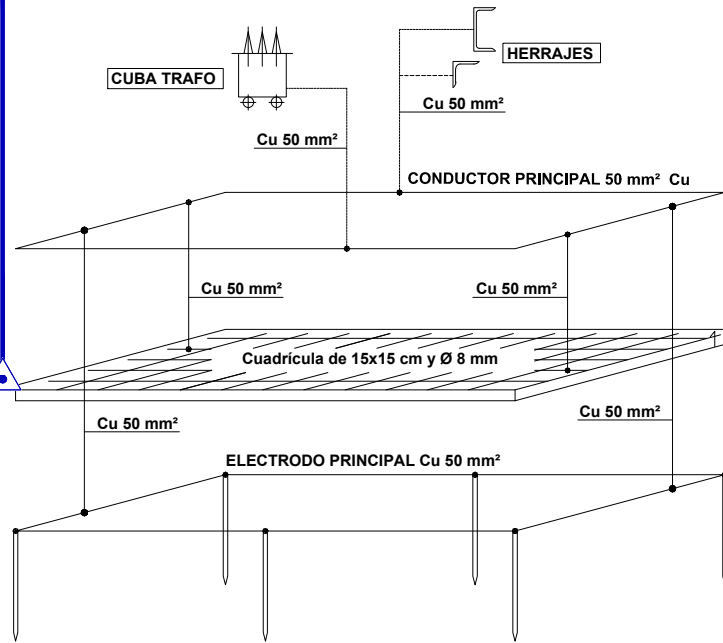 CUBA TRAFO
HERRAJES
Cu 50 mm²
Cu 50 mm²
CONDUCTOR PRINCIPAL 50 mm² Cu
Cu 50 mm²
Cu 50 mm²
Cuadrícula de 15x15 cm y Ø 8 mm
Cu 50 mm²
Cu 50 mm²
ELECTRODO PRINCIPAL Cu 50 mm²